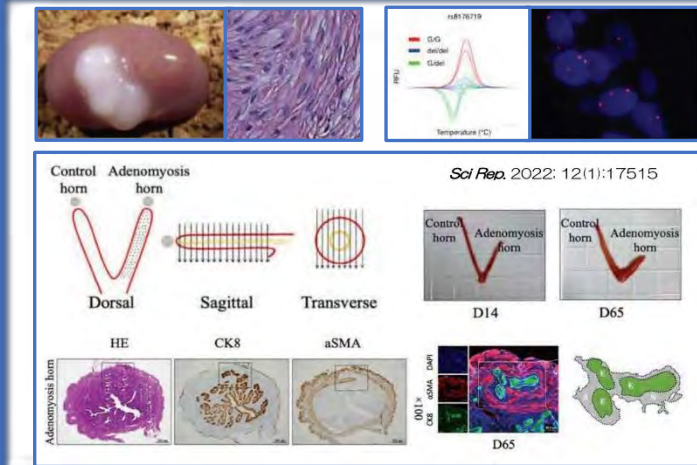 rs8176719
G/G
del/del
G/del
RFU
Temperature (°C)
Sci Rep. 2022; 12(1):17515
Control horn
Adenomyosis horn
Dorsal
Sagittal
Transverse
Control horn
Adenomyosis horn
D14
Control horn
Adenomyosis horn
D65
HE
CK8
aSMA
Adenomyosis horn
100×
CK8
αSMA
DAPI
D65